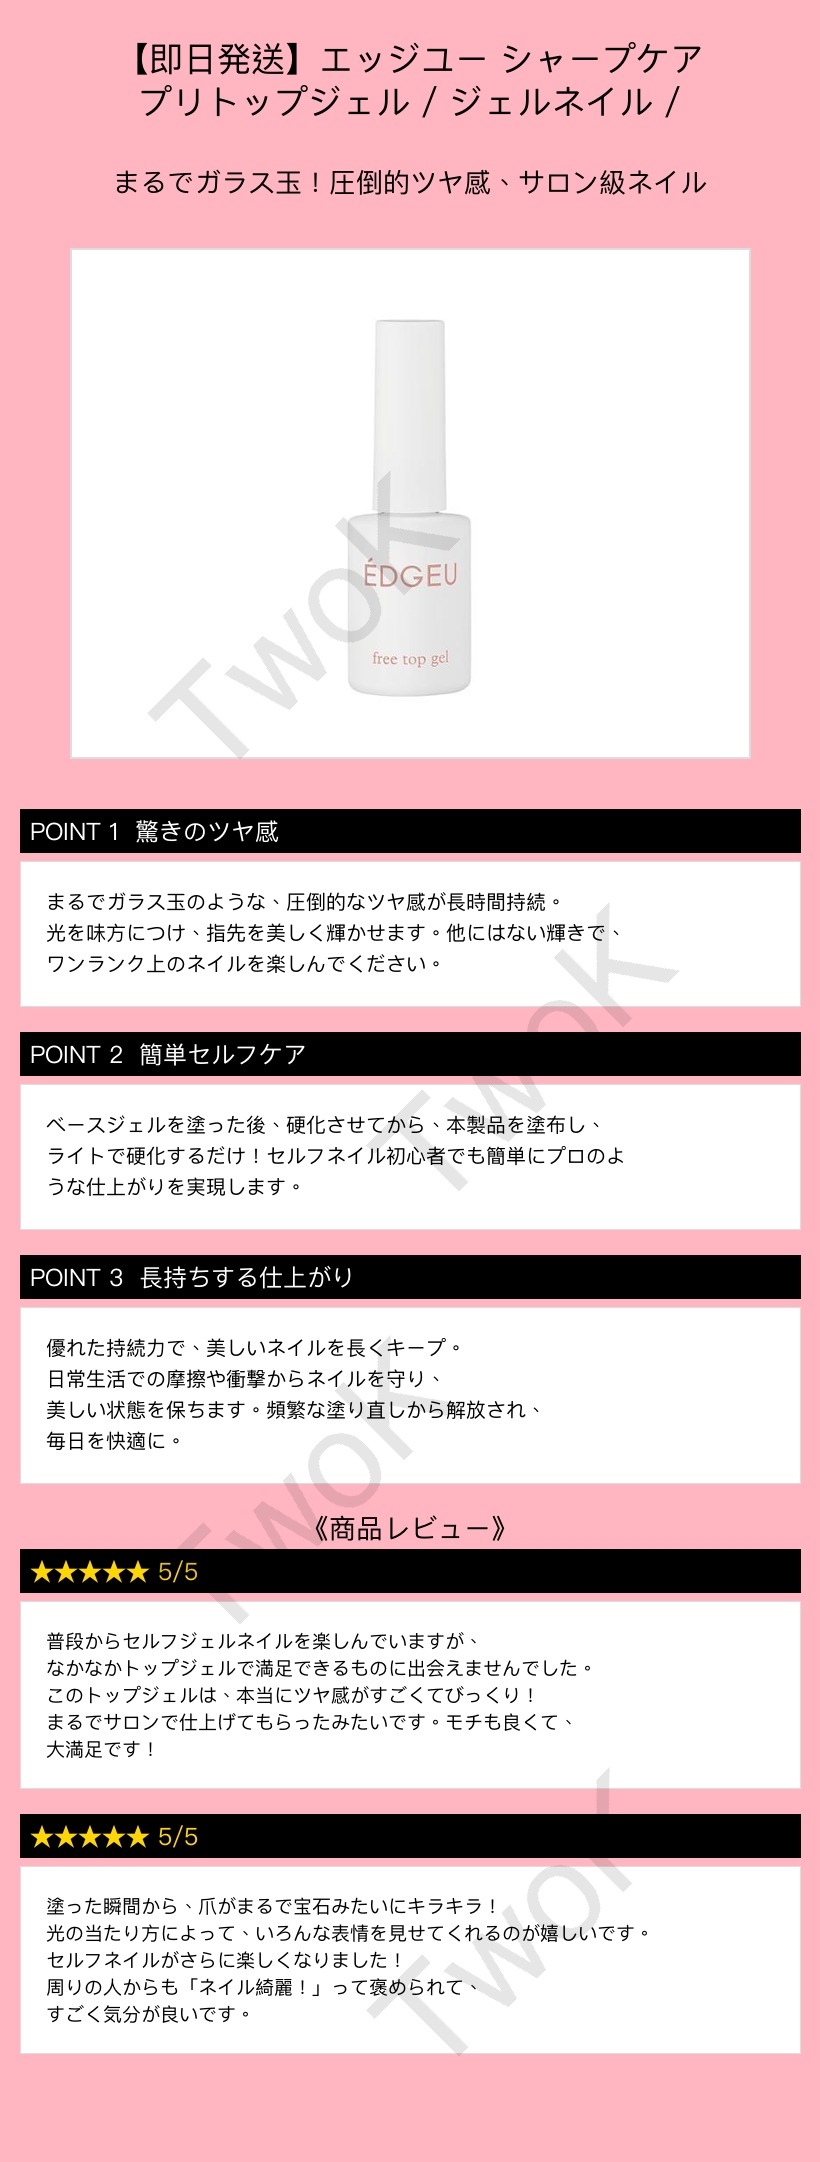 【即日発送】エッジユー シャープケア
プリトップジェル / ジェルネイル /
まるでガラス玉！圧倒的ツヤ感、サロン級ネイル
ÉDGEU
free top gel
TwoK
POINT 1 驚きのツヤ感
まるでガラス玉のような、圧倒的なツヤ感が長時間持続。
光を味方につけ、指先を美しく輝かせます。他にはない輝きで、
ワンランク上のネイルを楽しんでください。
TwoK
POINT 2 簡単セルフケア
ベースジェルを塗った後、硬化させてから、本製品を塗布し、
ライトで硬化するだけ！セルフネイル初心者でも簡単にプロのよ
うな仕上がりを実現します。
POINT 3 長持ちする仕上がり
優れた持続力で、美しいネイルを長くキープ。
日常生活での摩擦や衝撃からネイルを守り、
美しい状態を保ちます。頻繁な塗り直しから解放され、
毎日を快適に。
TwoK
《商品レビュー》
★★★★★ 5/5
普段からセルフジェルネイルを楽しんでいますが、
なかなかトップジェルで満足できるものに出会えませんでした。
このトップジェルは、本当にツヤ感がすごくてびっくり！
まるでサロンで仕上げてもらったみたいです。モチも良くて、
大満足です！
★★★★★ 5/5
塗った瞬間から、爪がまるで宝石みたいにキラキラ！
光の当たり方によって、いろんな表情を見せてくれるのが嬉しいです。
セルフネイルがさらに楽しくなりました！
周りの人からも「ネイル綺麗！」って褒められて、
すごく気分が良いです。
TwoK